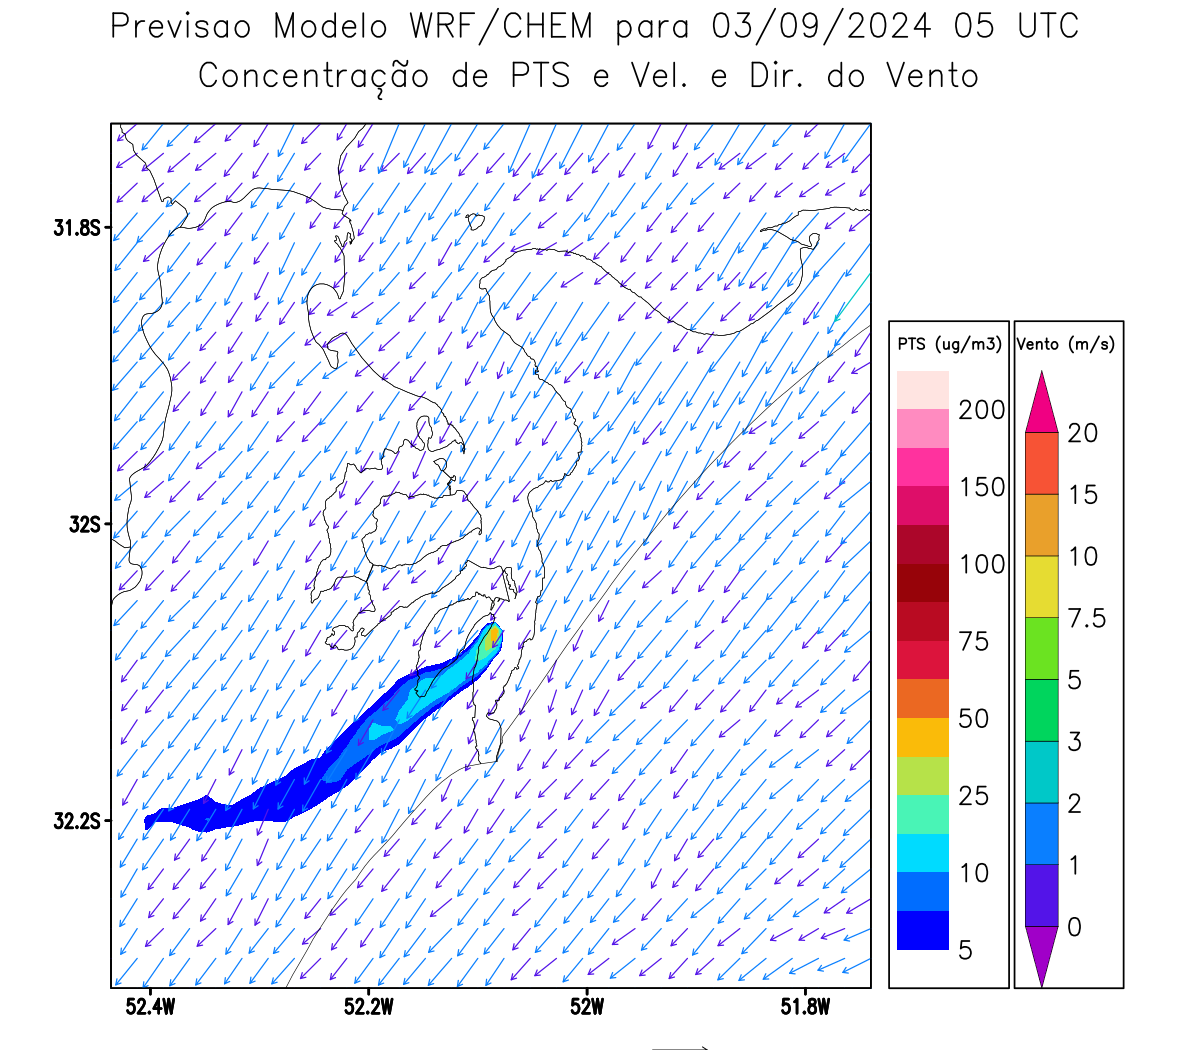 Previsao Modelo WRF/CHEM para 03/09/2024 05 UTC
Concentração de PTS e Vel. e Dir. do Vento
31.8S
32S
32.2S
52.4W
52.2W
52W
51.8W
PTS (ug/m3)
200
150
100
75
50
25
10
5
Vento (m/s)
20
15
10
7.5
5
3
2
1
0